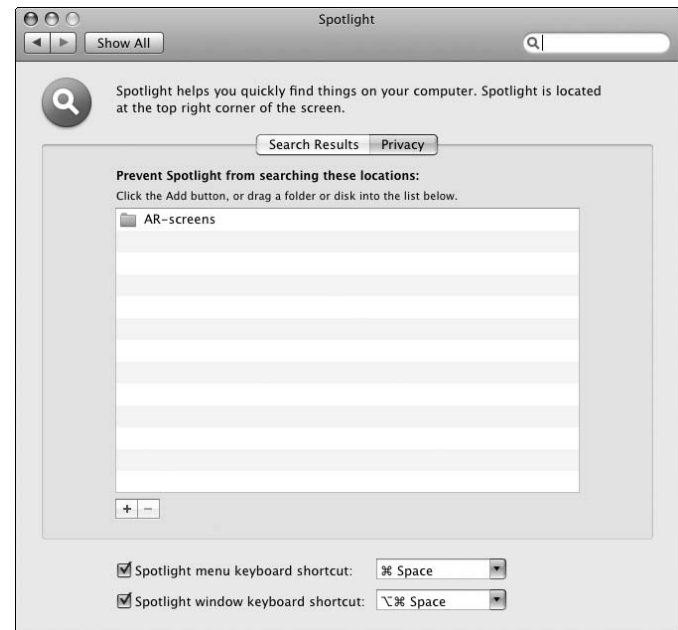 Spotlight
Show All
Spotlight helps you quickly find things on your computer. Spotlight is located
at the top right corner of the screen.
Search Results Privacy
Prevent Spotlight from searching these locations:
Click the Add button, or drag a folder or disk into the list below.
AR-screens
+ −
Spotlight menu keyboard shortcut: ⌘ Space
Spotlight window keyboard shortcut: ⌥⌘ Space